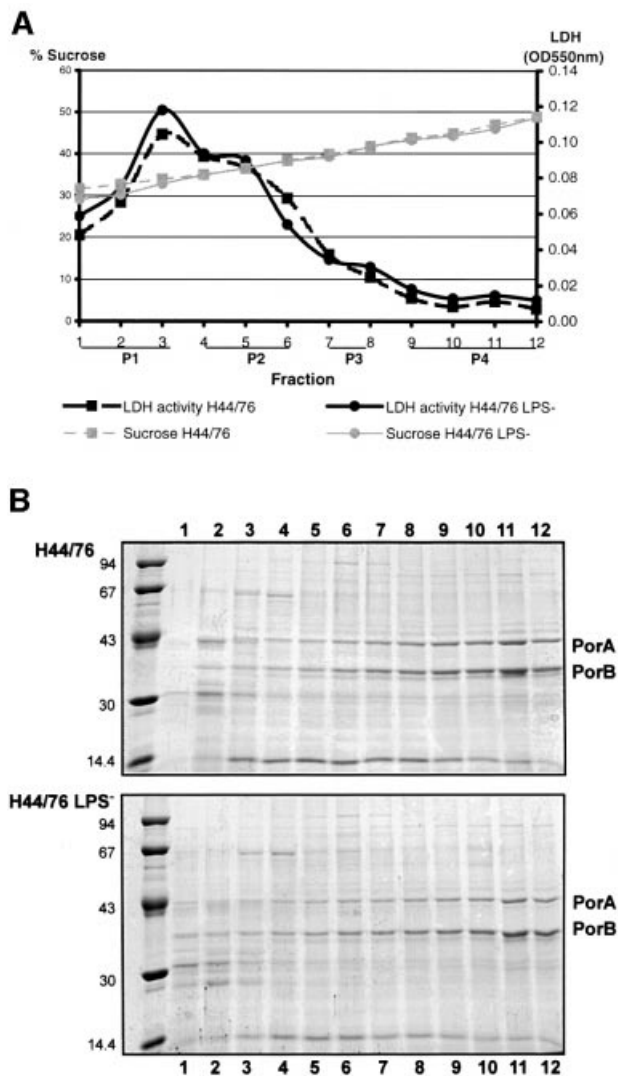 A
% Sucrose
LDH
(OD550nm)
60
50
40
30
20
10
0
0.14
0.12
0.10
0.08
0.06
0.04
0.02
0.00
1 2 3 4 5 6 7 8 9 10 11 12
P1 P2 P3 P4
Fraction
LDH activity H44/76
LDH activity H44/76 LPS-
Sucrose H44/76
Sucrose H44/76 LPS-
B
1 2 3 4 5 6 7 8 9 10 11 12
H44/76
94
67
43
30
14.4
PorA
PorB
H44/76 LPS-
94
67
43
30
14.4
PorA
PorB
1 2 3 4 5 6 7 8 9 10 11 12